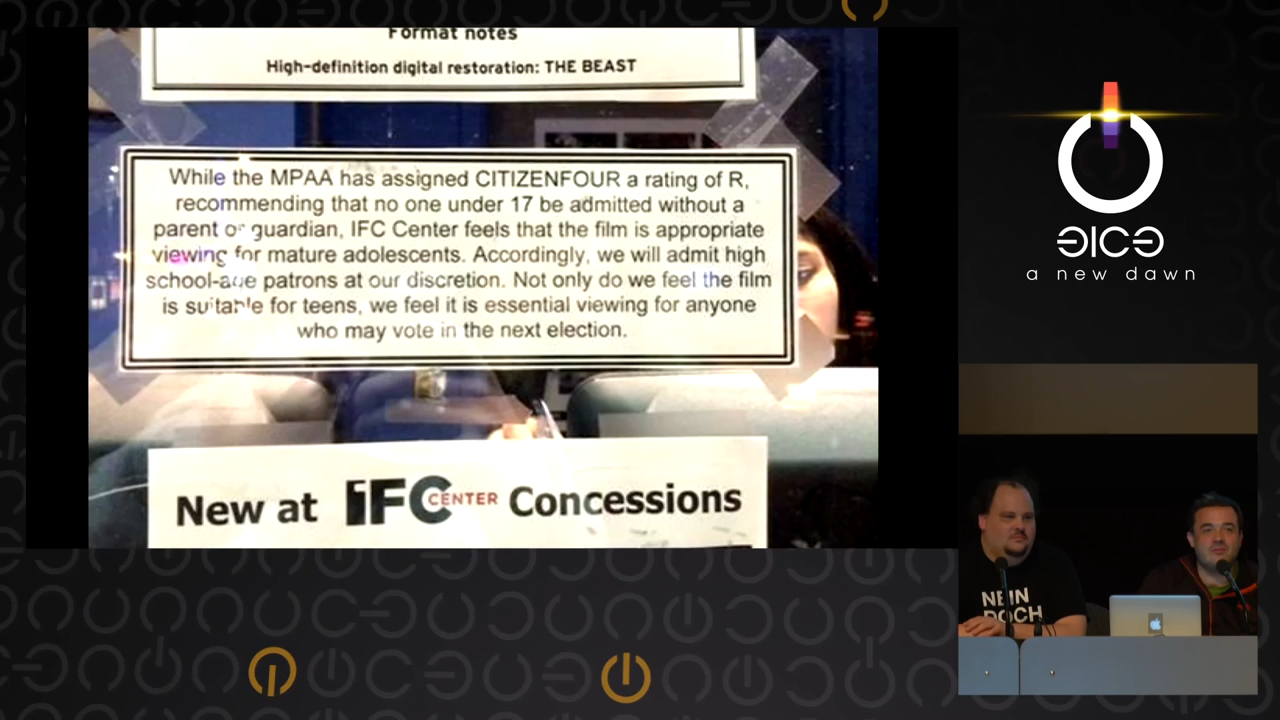 Format notes
High-definition digital restoration: THE BEAST
While the MPAA has assigned CITIZENFOUR a rating of R,
recommending that no one under 17 be admitted without a
parent or guardian, IFC Center feels that the film is appropriate
viewing for mature adolescents. Accordingly, we will admit high
school-age patrons at our discretion. Not only do we feel the film
is suitable for teens, we feel it is essential viewing for anyone
who may vote in the next election.
New at IFC CENTER Concessions
a new dawn
NEIN
DOCH